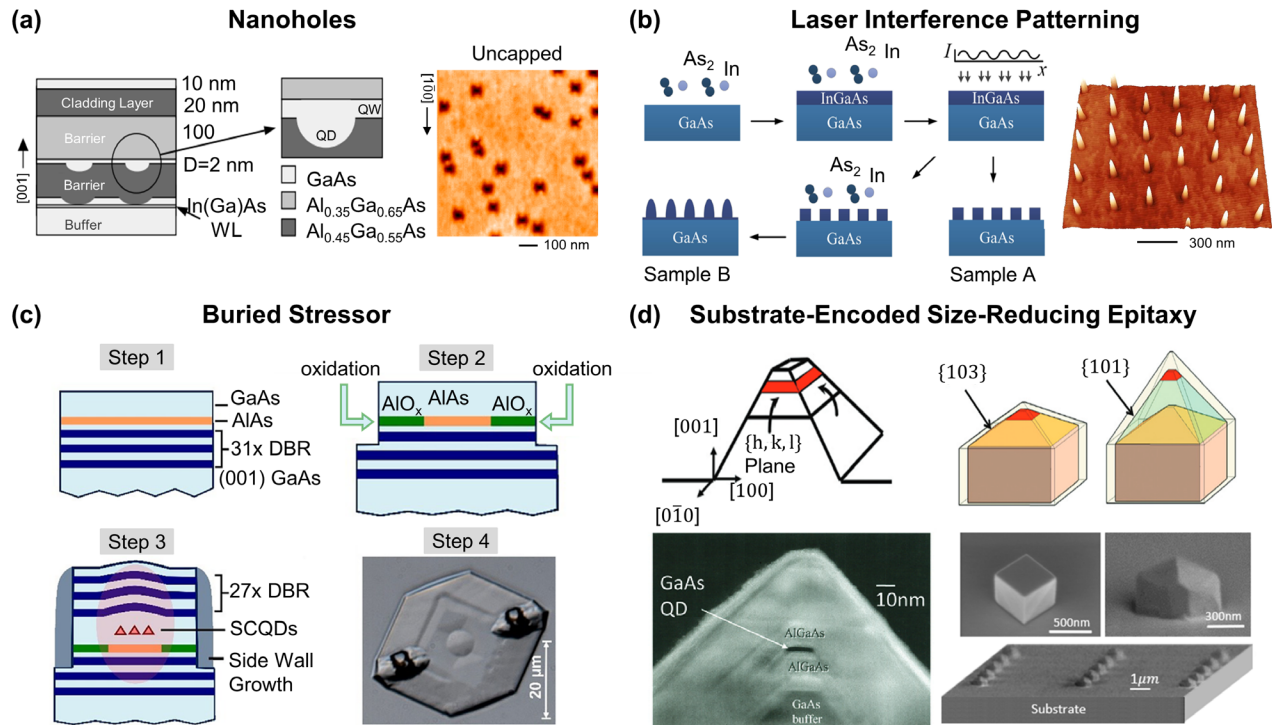 (a) Nanoholes
10 nm
Cladding Layer
20 nm
Barrier
100
D=2 nm
Barrier
In(Ga)As
WL
Buffer
[001]
QW
QD
GaAs
Al0.35Ga0.65As
Al0.45Ga0.55As
Uncapped
[1̄00]
100 nm
(b) Laser Interference Patterning
As2 In
GaAs
As2 In
InGaAs
GaAs
I
x
InGaAs
GaAs
As2 In
GaAs
Sample B
GaAs
GaAs
Sample A
300 nm
(c) Buried Stressor
Step 1
GaAs
AlAs
31x DBR
(001) GaAs
Step 2
oxidation
oxidation
AlOx
AlAs
AlOx
Step 3
27x DBR
SCQDs
Side Wall
Growth
Step 4
20 µm
(d) Substrate-Encoded Size-Reducing Epitaxy
[001]
{h, k, l}
Plane
[100]
[01̄0]
{103}
{101}
GaAs
QD
10nm
AlGaAs
AlGaAs
GaAs
buffer
500nm
300nm
1µm
Substrate